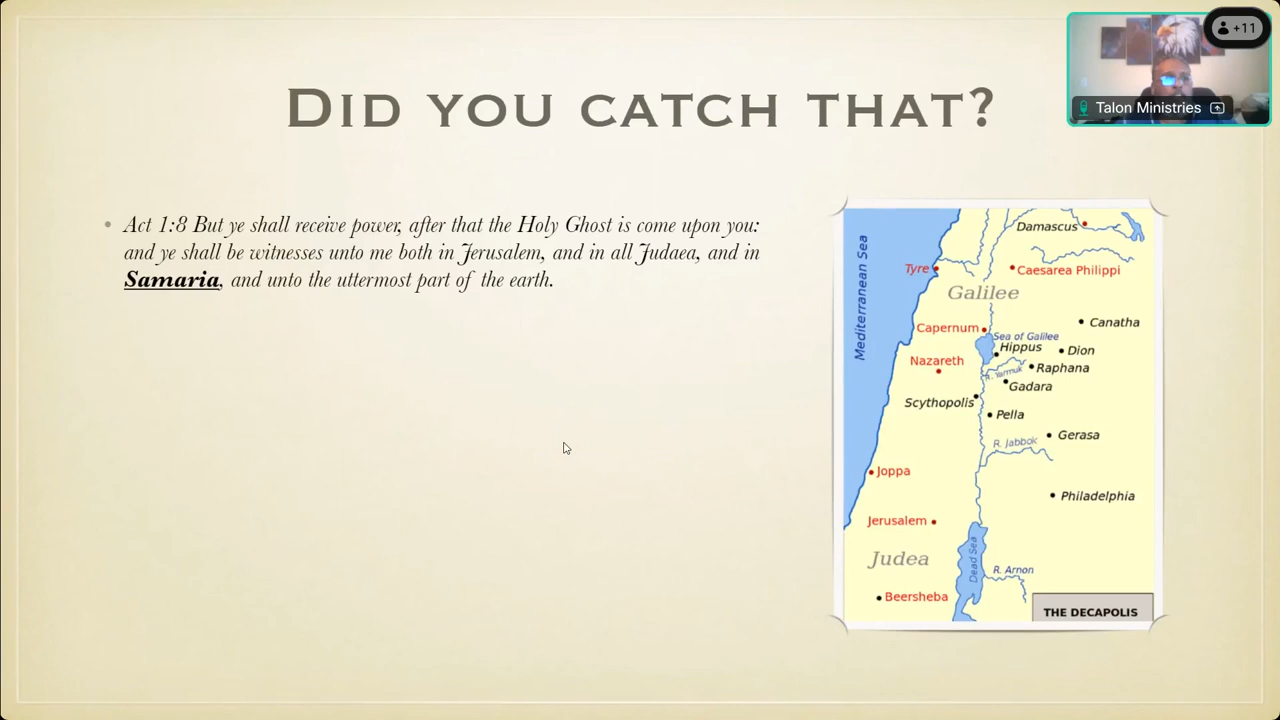 +11
Talon Ministries
DID YOU CATCH THAT?
• Act 1:8 But ye shall receive power, after that the Holy Ghost is come upon you:
and ye shall be witnesses unto me both in Jerusalem, and in all Judaea, and in
Samaria, and unto the uttermost part of the earth.
Mediterranean Sea
Damascus
Tyre
Caesarea Philippi
Galilee
Canatha
Capernum
Sea of Galilee
Hippus
Dion
Nazareth
R. Yarmuk
Raphana
Gadara
Scythopolis
Pella
Gerasa
R. Jabbok
Joppa
Philadelphia
Jerusalem
Judea
Dead Sea
R. Arnon
Beersheba
THE DECAPOLIS